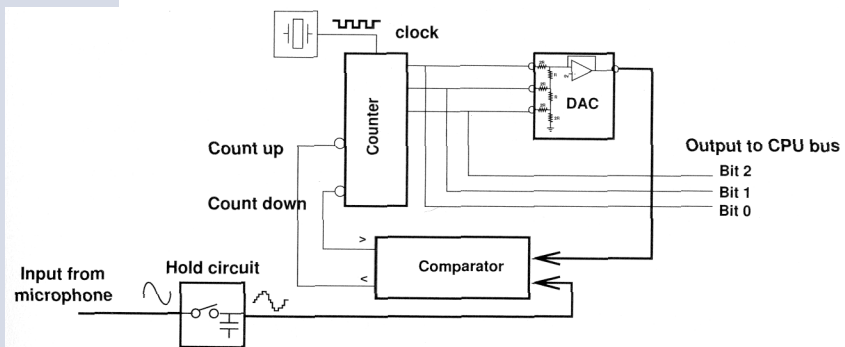 clock
Counter
DAC
Count up
Count down
Output to CPU bus
Bit 2
Bit 1
Bit 0
>
<
Comparator
Hold circuit
Input from
microphone